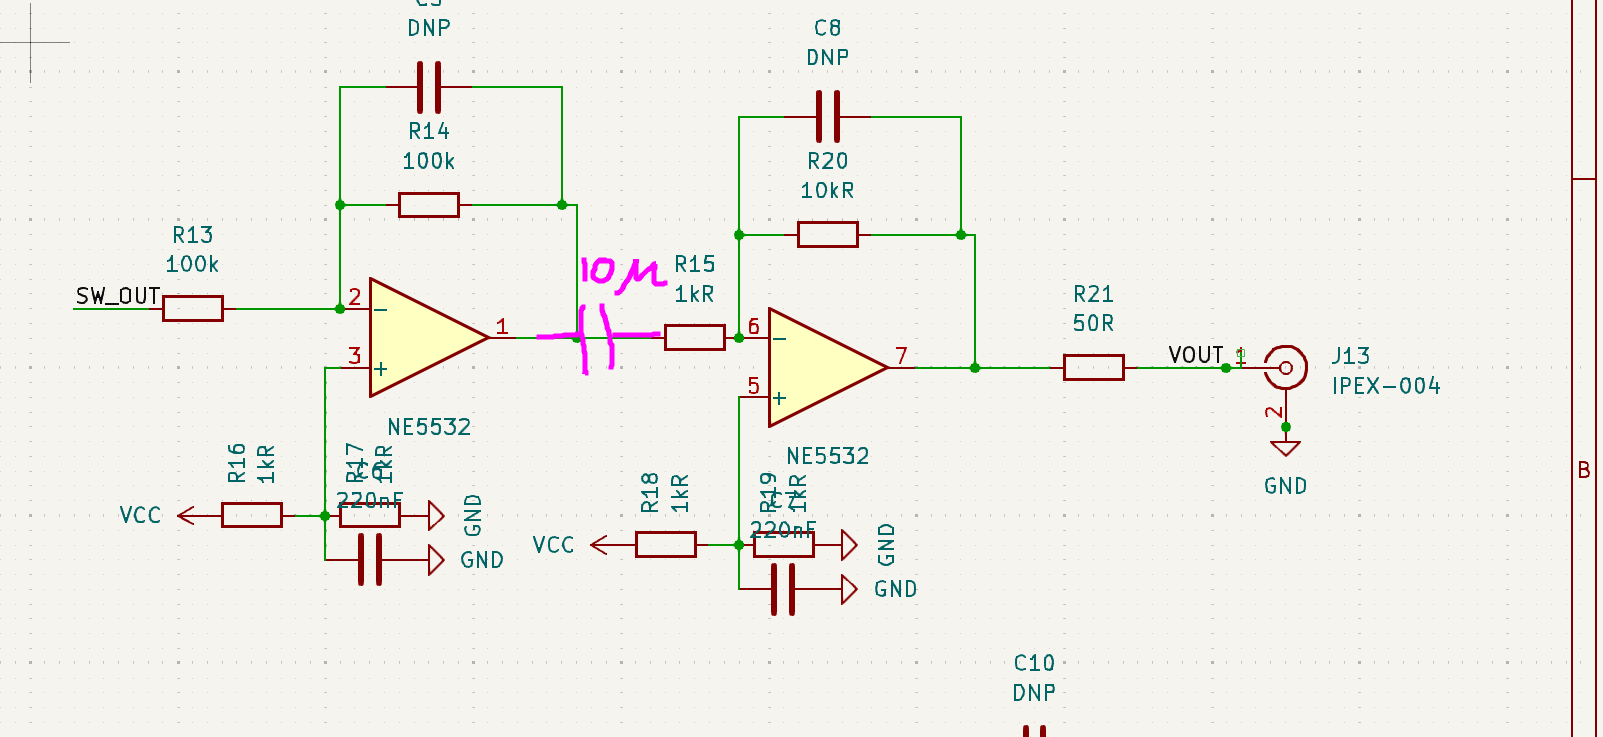 DNP
C8
DNP
R14
100k
R20
10kR
R13
100k
10µ
R15
1kR
SW_OUT
2
1
3
6
7
5
R21
50R
VOUT
1
J13
IPEX-004
2
GND
NE5532
NE5532
R16
1kR
R17
1kR
C6
220nF
VCC
GND
GND
R18
1kR
R19
1kR
C7
220nF
VCC
GND
GND
B
C10
DNP